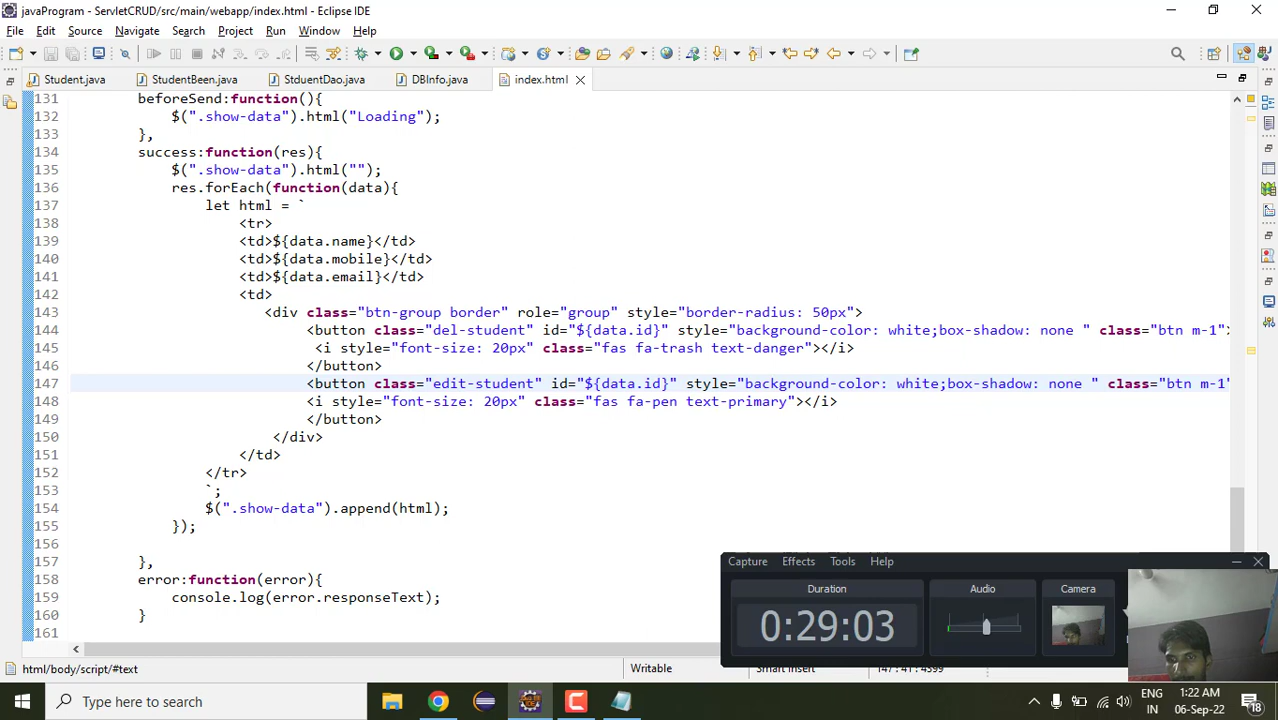 javaProgram - ServletCRUD/src/main/webapp/index.html - Eclipse IDE
File Edit Source Navigate Search Project Run Window Help
Student.java StudentBeen.java StduentDao.java DBInfo.java index.html
131 beforeSend:function(){
132 $(".show-data").html("Loading");
133 },
134 success:function(res){
135 $(".show-data").html("");
136 res.forEach(function(data){
137 let html = `
138 <tr>
139 <td>${data.name}</td>
140 <td>${data.mobile}</td>
141 <td>${data.email}</td>
142 <td>
143 <div class="btn-group border" role="group" style="border-radius: 50px">
144 <button class="del-student" id="${data.id}" style="background-color: white;box-shadow: none " class="btn m-1">
145 <i style="font-size: 20px" class="fas fa-trash text-danger"></i>
146 </button>
147 <button class="edit-student" id="${data.id}" style="background-color: white;box-shadow: none " class="btn m-1"
148 <i style="font-size: 20px" class="fas fa-pen text-primary"></i>
149 </button>
150 </div>
151 </td>
152 </tr>
153 `;
154 $(".show-data").append(html);
155 });
156
157 },
158 error:function(error){
159 console.log(error.responseText);
160 }
161
Capture Effects Tools Help
Duration Audio Camera
0:29:03
html/body/script/#text Writable Smart Insert 147 : 41 : 4399
Type here to search
ENG
IN
1:22 AM
06-Sep-22
18